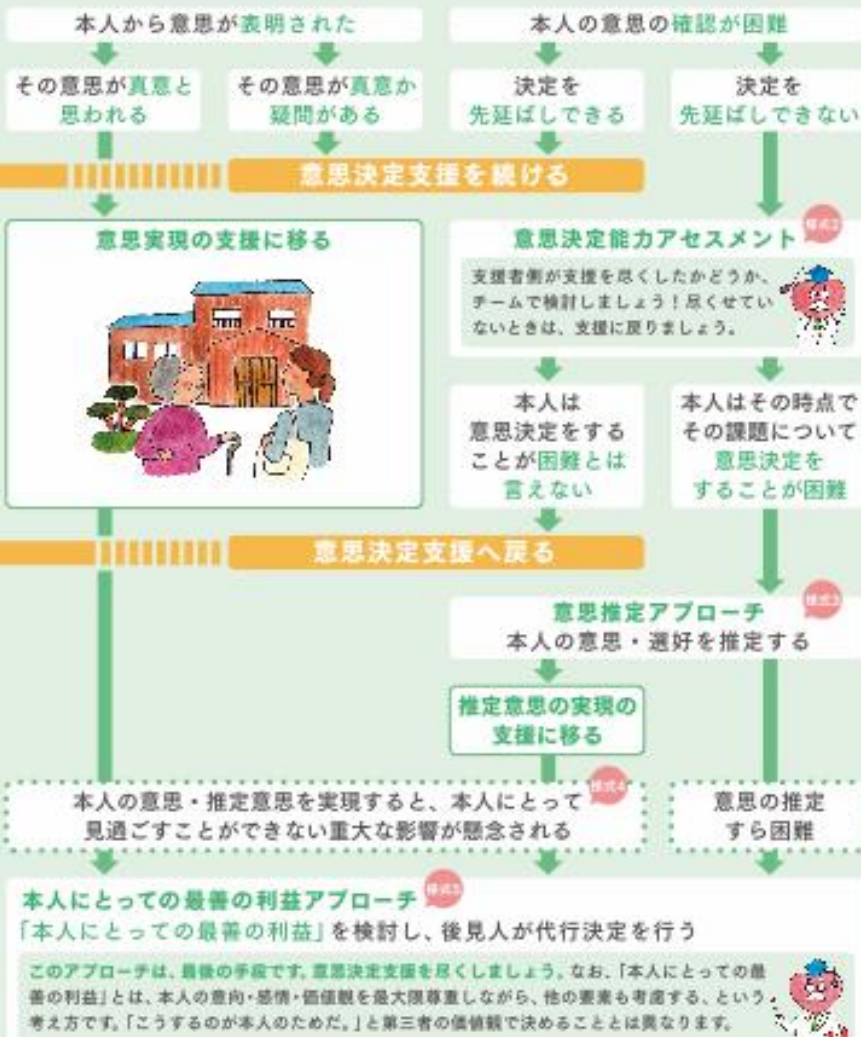 本人から意思が表明された
本人の意思の確認が困難
その意思が真意と
思われる
その意思が真意か
疑問がある
決定を
先延ばしできる
決定を
先延ばしできない
意思決定支援を続ける
意思実現の支援に移る
様式2
意思決定能力アセスメント
支援者側が支援を尽くしたかどうか、
チームで検討しましょう!尽くせてい
ないときは、支援に戻りましょう。
本人は
意思決定をする
ことが困難とは
言えない
本人はその時点で
その課題について
意思決定を
することが困難
意思決定支援へ戻る
様式3
意思推定アプローチ
本人の意思・選好を推定する
推定意思の実現の
支援に移る
様式4
本人の意思・推定意思を実現すると、本人にとって
見過ごすことができない重大な影響が懸念される
意思の推定
すら困難
本人にとっての最善の利益アプローチ
様式5
「本人にとっての最善の利益」を検討し、後見人が代行決定を行う
このアプローチは、最後の手段です。意思決定支援を尽くしましょう。なお、「本人にとっての最
善の利益」とは、本人の意向・感情・価値観を最大限尊重しながら、他の要素も考慮する、という
考え方です。「こうするのが本人のためだ。」と第三者の価値観で決めることとは異なります。